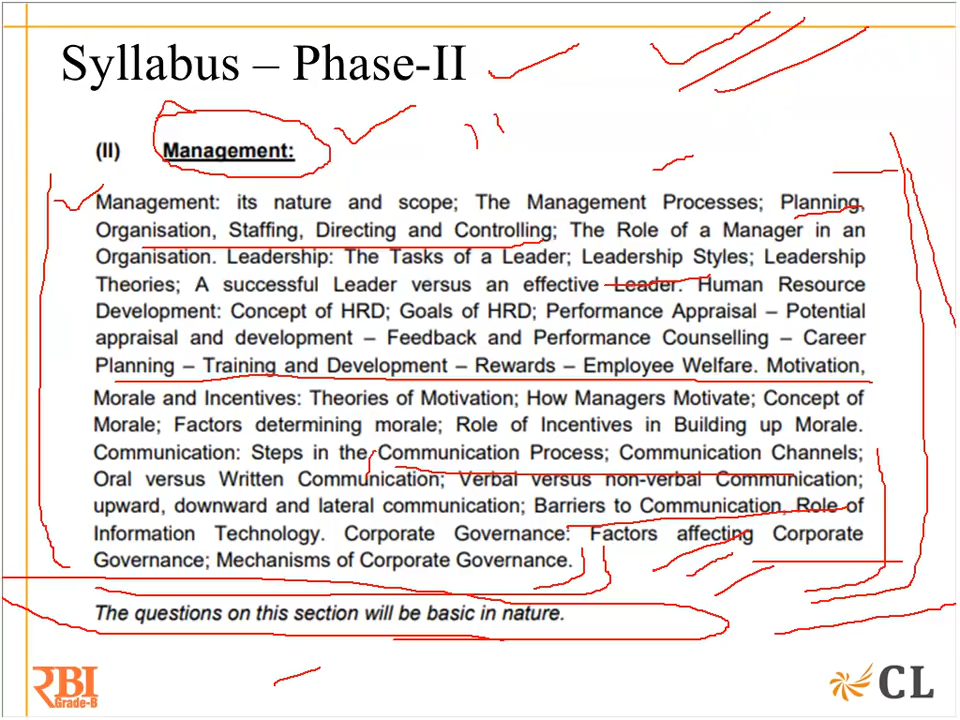 Syllabus – Phase-II
(II) Management:
Management: its nature and scope; The Management Processes; Planning,
Organisation, Staffing, Directing and Controlling; The Role of a Manager in an
Organisation. Leadership: The Tasks of a Leader; Leadership Styles; Leadership
Theories; A successful Leader versus an effective Leader. Human Resource
Development: Concept of HRD; Goals of HRD; Performance Appraisal – Potential
appraisal and development – Feedback and Performance Counselling – Career
Planning – Training and Development – Rewards – Employee Welfare. Motivation,
Morale and Incentives: Theories of Motivation; How Managers Motivate; Concept of
Morale; Factors determining morale; Role of Incentives in Building up Morale.
Communication: Steps in the Communication Process; Communication Channels;
Oral versus Written Communication; Verbal versus non-verbal Communication;
upward, downward and lateral communication; Barriers to Communication, Role of
Information Technology. Corporate Governance: Factors affecting Corporate
Governance; Mechanisms of Corporate Governance.
The questions on this section will be basic in nature.
RBI
Grade-B
CL